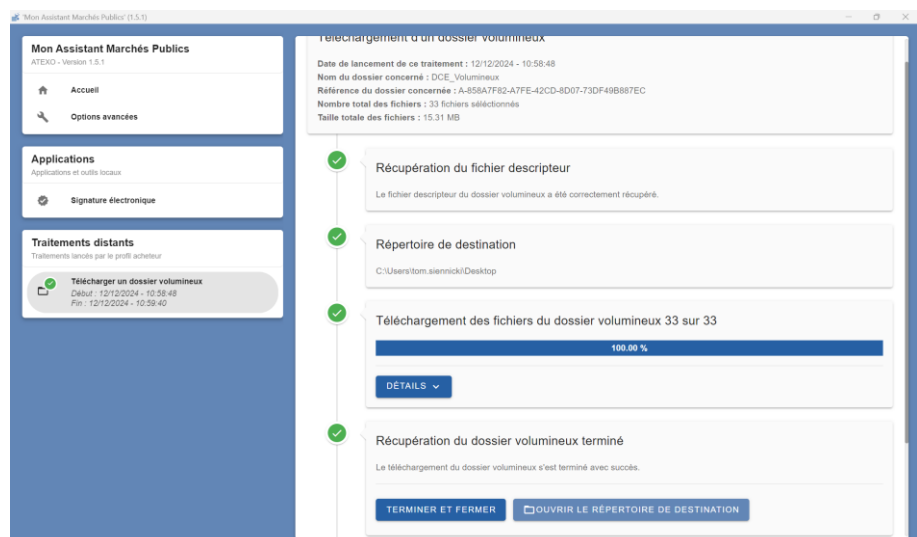 'Mon Assistant Marchés Publics' (1.5.1)
Mon Assistant Marchés Publics
ATEXO - Version 1.5.1
Accueil
Options avancées
Applications
Applications et outils locaux
Signature électronique
Traitements distants
Traitements lancés par le profil acheteur
Télécharger un dossier volumineux
Début : 12/12/2024 - 10:58:48
Fin : 12/12/2024 - 10:59:40
Téléchargement d'un dossier volumineux
Date de lancement de ce traitement : 12/12/2024 - 10:58:48
Nom du dossier concerné : DCE_Volumineux
Référence du dossier concernée : A-858A7F82-A7FE-42CD-8D07-73DF49B887EC
Nombre total des fichiers : 33 fichiers séléctionnés
Taille totale des fichiers : 15.31 MB
Récupération du fichier descripteur
Le fichier descripteur du dossier volumineux a été correctement récupéré.
Répertoire de destination
C:\Users\tom.siennicki\Desktop
Téléchargement des fichiers du dossier volumineux 33 sur 33
100.00 %
DÉTAILS
Récupération du dossier volumineux terminé
Le téléchargement du dossier volumineux s'est terminé avec succès.
TERMINER ET FERMER
OUVRIR LE RÉPERTOIRE DE DESTINATION